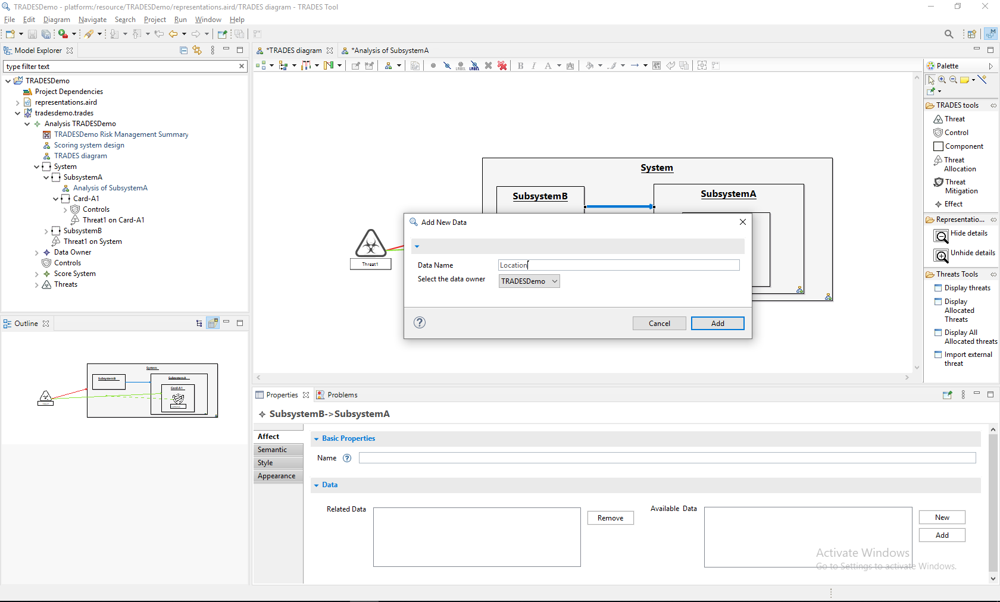 TRADESDemo - platform:/resource/TRADESDemo/representations.aird/TRADES diagram - TRADES Tool
File Edit Diagram Navigate Search Project Run Window Help
Model Explorer
type filter text
TRADESDemo
Project Dependencies
representations.aird
tradesdemo.trades
Analysis TRADESDemo
TRADESDemo Risk Management Summary
Scoring system design
TRADES diagram
System
SubsystemA
Analysis of SubsystemA
Card-A1
Controls
Threat1 on Card-A1
SubsystemB
Threat1 on System
Data Owner
Controls
Score System
Threats
Outline
System
SubsystemB
SubsystemA
Card-A1
*TRADES diagram
*Analysis of SubsystemA
LABEL LABEL
B I A A
System
SubsystemB
SubsystemA
Threat1
Add New Data
Data Name
Location
Select the data owner
TRADESDemo
?
Cancel
Add
Palette
TRADES tools
Threat
Control
Component
Threat
Allocation
Threat
Mitigation
Effect
Representatio...
Hide details
Unhide details
Threats Tools
Display threats
Display
Allocated
Threats
Display All
Allocated threats
Import external
threat
Properties
Problems
SubsystemB->SubsystemA
Affect
Semantic
Style
Appearance
Basic Properties
Name ?
Data
Related Data
Remove
Available Data
New
Add
Activate Windows
Go to Settings to activate Windows.